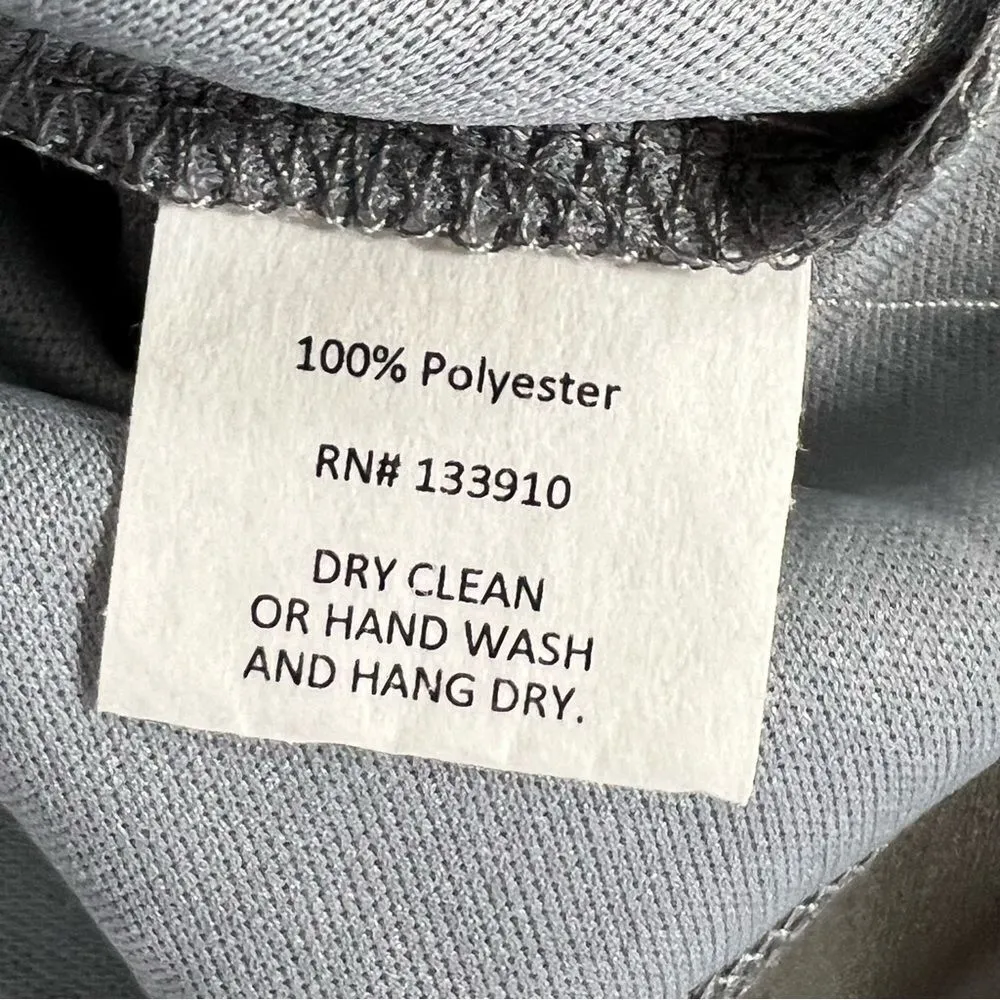 100% Polyester
RN# 133910
DRY CLEAN
OR HAND WASH
AND HANG DRY.